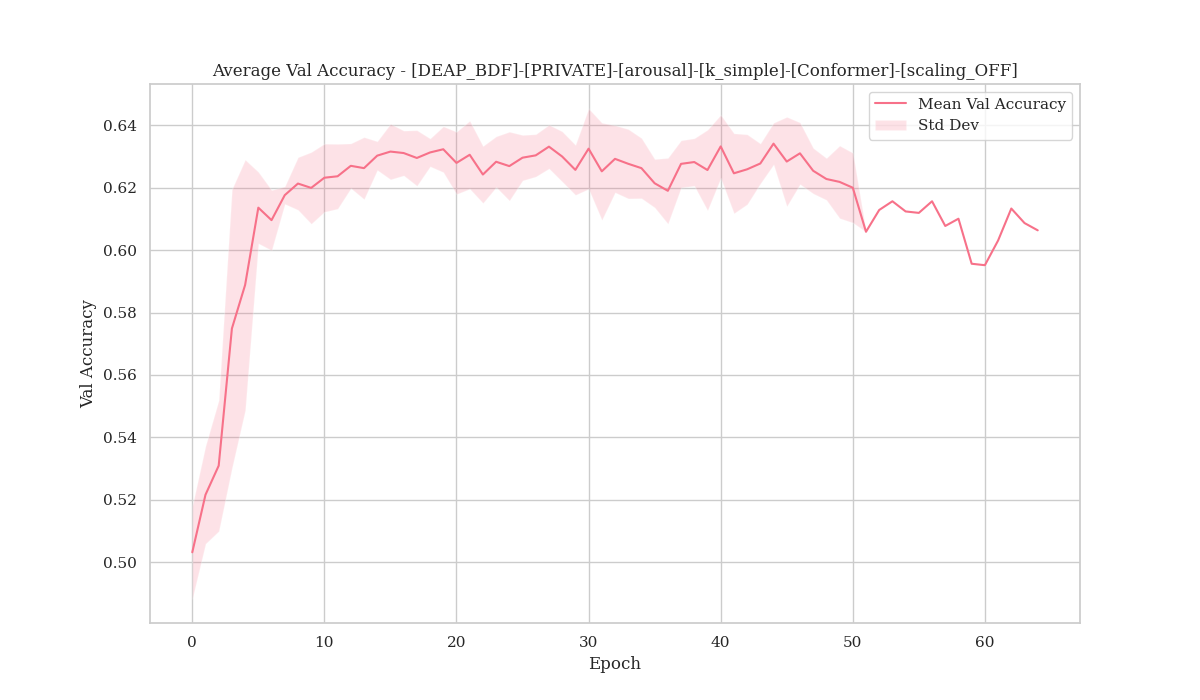 Average Val Accuracy - [DEAP_BDF]-[PRIVATE]-[arousal]-[k_simple]-[Conformer]-[scaling_OFF]
Mean Val Accuracy
Std Dev
0.64
0.62
0.60
0.58
0.56
0.54
0.52
0.50
Val Accuracy
0 10 20 30 40 50 60
Epoch